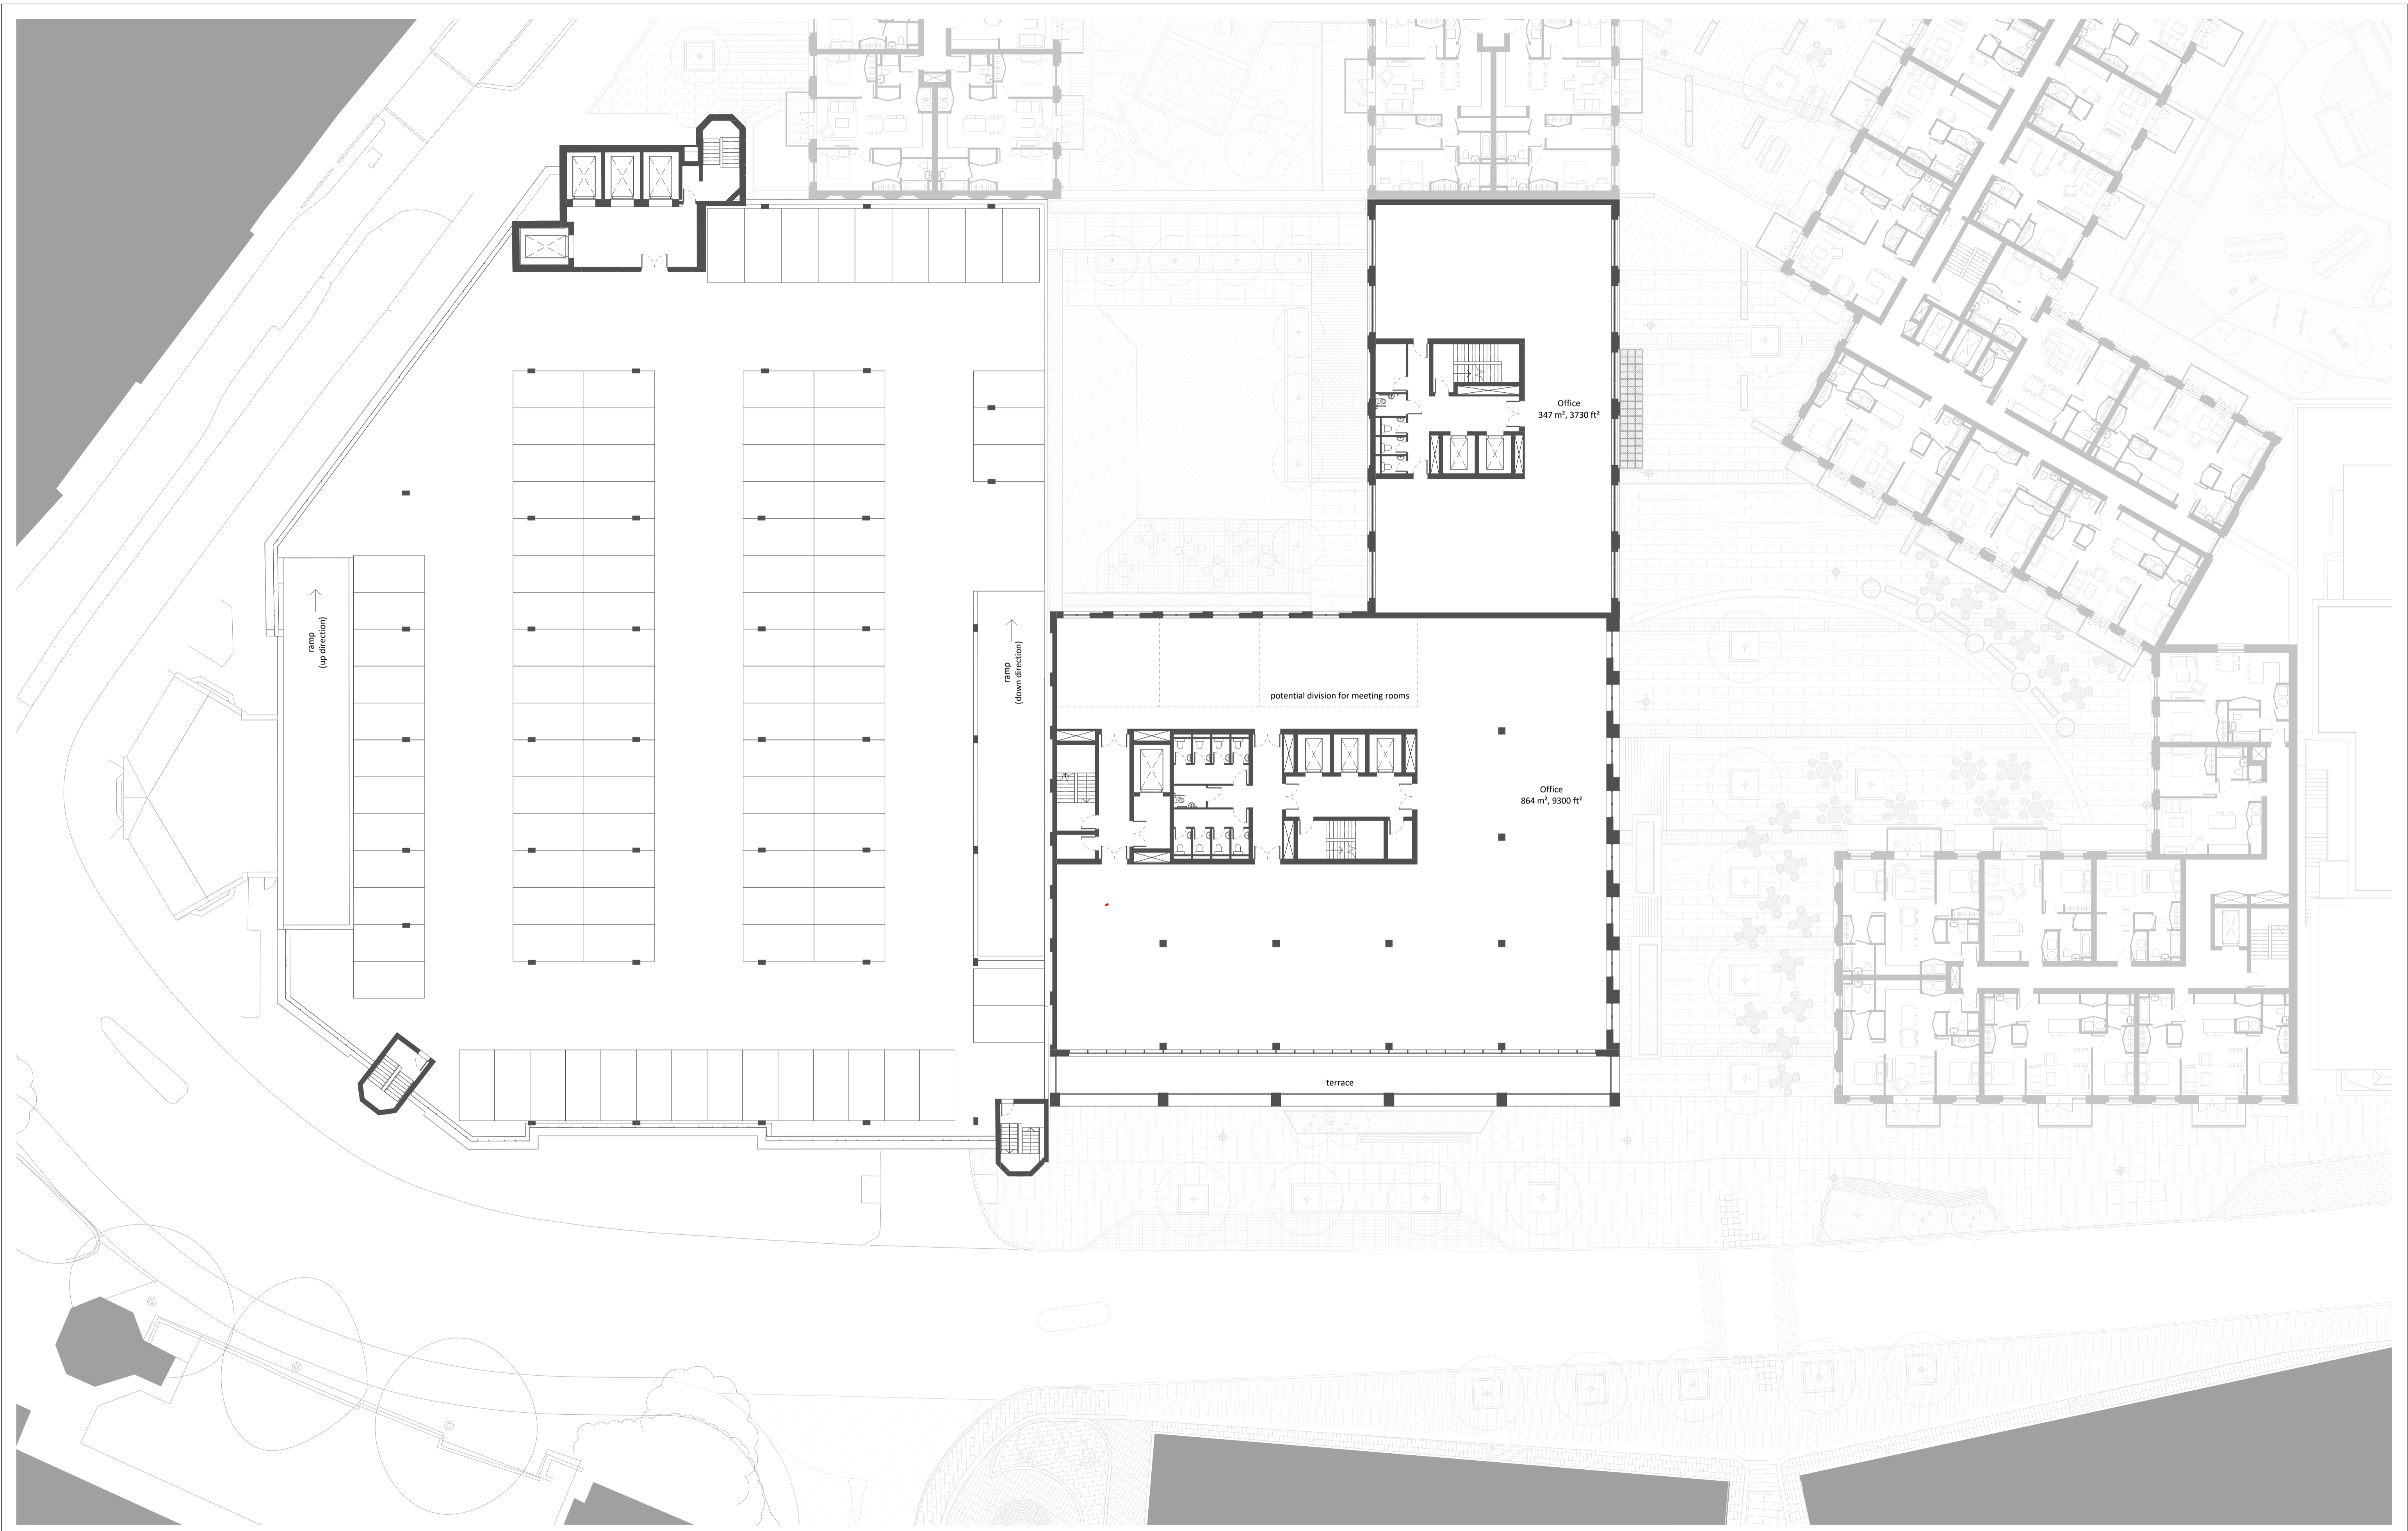 Office
347 m², 3730 ft²
ramp
(up direction)
ramp
(down direction)
potential division for meeting rooms
Office
864 m², 9300 ft²
terrace